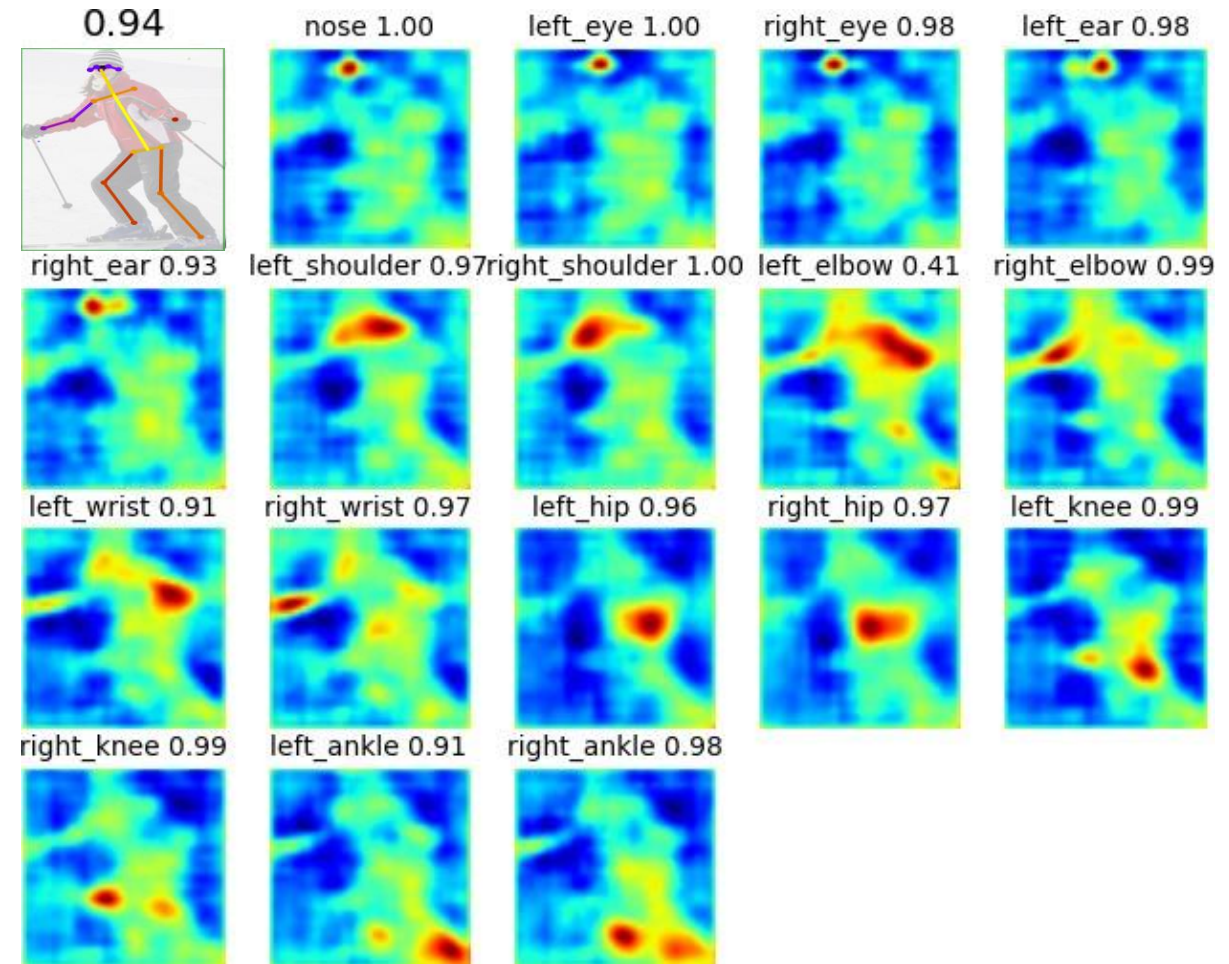 0.94 nose 1.00 left_eye 1.00 right_eye 0.98 left_ear 0.98
right_ear 0.93 left_shoulder 0.97 right_shoulder 1.00 left_elbow 0.41 right_elbow 0.99
left_wrist 0.91 right_wrist 0.97 left_hip 0.96 right_hip 0.97 left_knee 0.99
right_knee 0.99 left_ankle 0.91 right_ankle 0.98